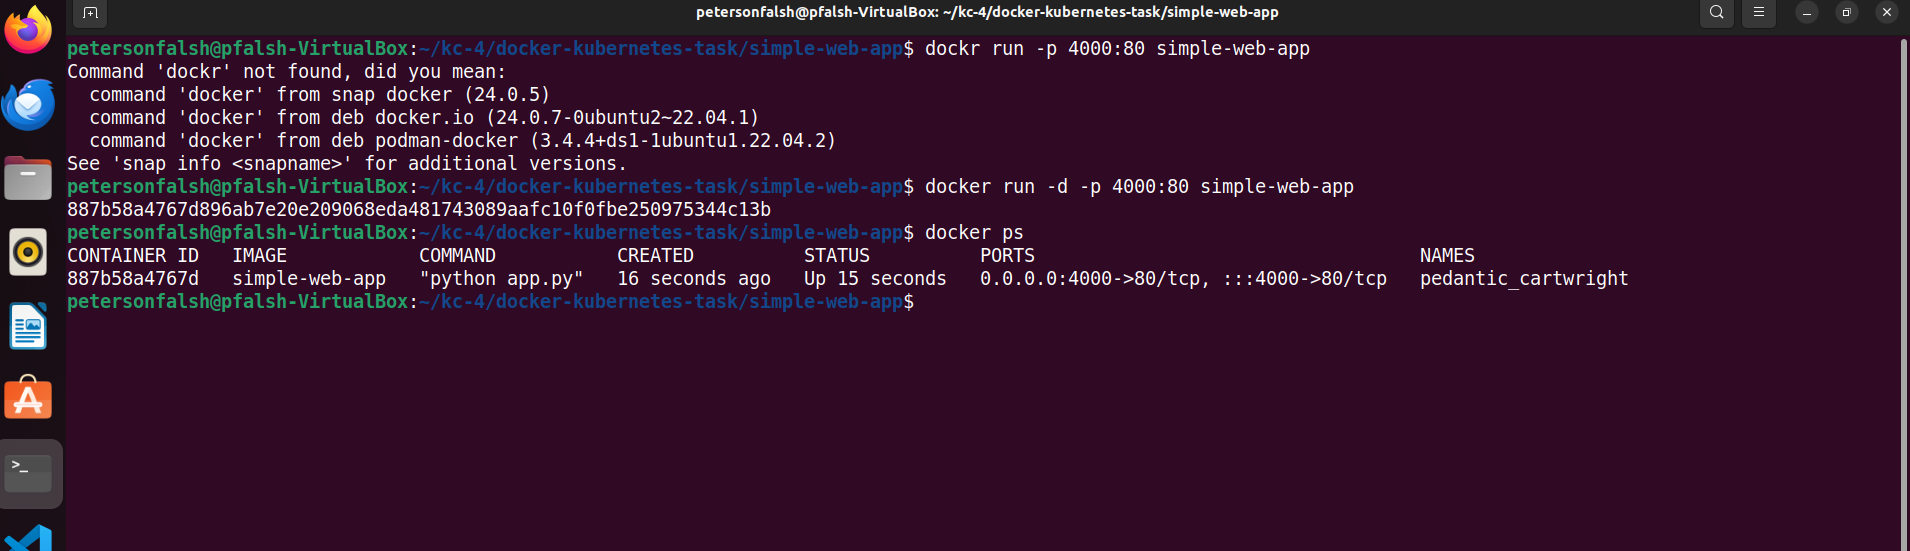 petersonfalsh@pfalsh-VirtualBox: ~/kc-4/docker-kubernetes-task/simple-web-app
petersonfalsh@pfalsh-VirtualBox:~/kc-4/docker-kubernetes-task/simple-web-app$ dockr run -p 4000:80 simple-web-app
Command 'dockr' not found, did you mean:
  command 'docker' from snap docker (24.0.5)
  command 'docker' from deb docker.io (24.0.7-0ubuntu2~22.04.1)
  command 'docker' from deb podman-docker (3.4.4+ds1-1ubuntu1.22.04.2)
See 'snap info <snapname>' for additional versions.
petersonfalsh@pfalsh-VirtualBox:~/kc-4/docker-kubernetes-task/simple-web-app$ docker run -d -p 4000:80 simple-web-app
887b58a4767d896ab7e20e209068eda481743089aafc10f0fbe250975344c13b
petersonfalsh@pfalsh-VirtualBox:~/kc-4/docker-kubernetes-task/simple-web-app$ docker ps
CONTAINER ID   IMAGE            COMMAND           CREATED          STATUS          PORTS                                   NAMES
887b58a4767d   simple-web-app   "python app.py"   16 seconds ago   Up 15 seconds   0.0.0.0:4000->80/tcp, :::4000->80/tcp   pedantic_cartwright
petersonfalsh@pfalsh-VirtualBox:~/kc-4/docker-kubernetes-task/simple-web-app$